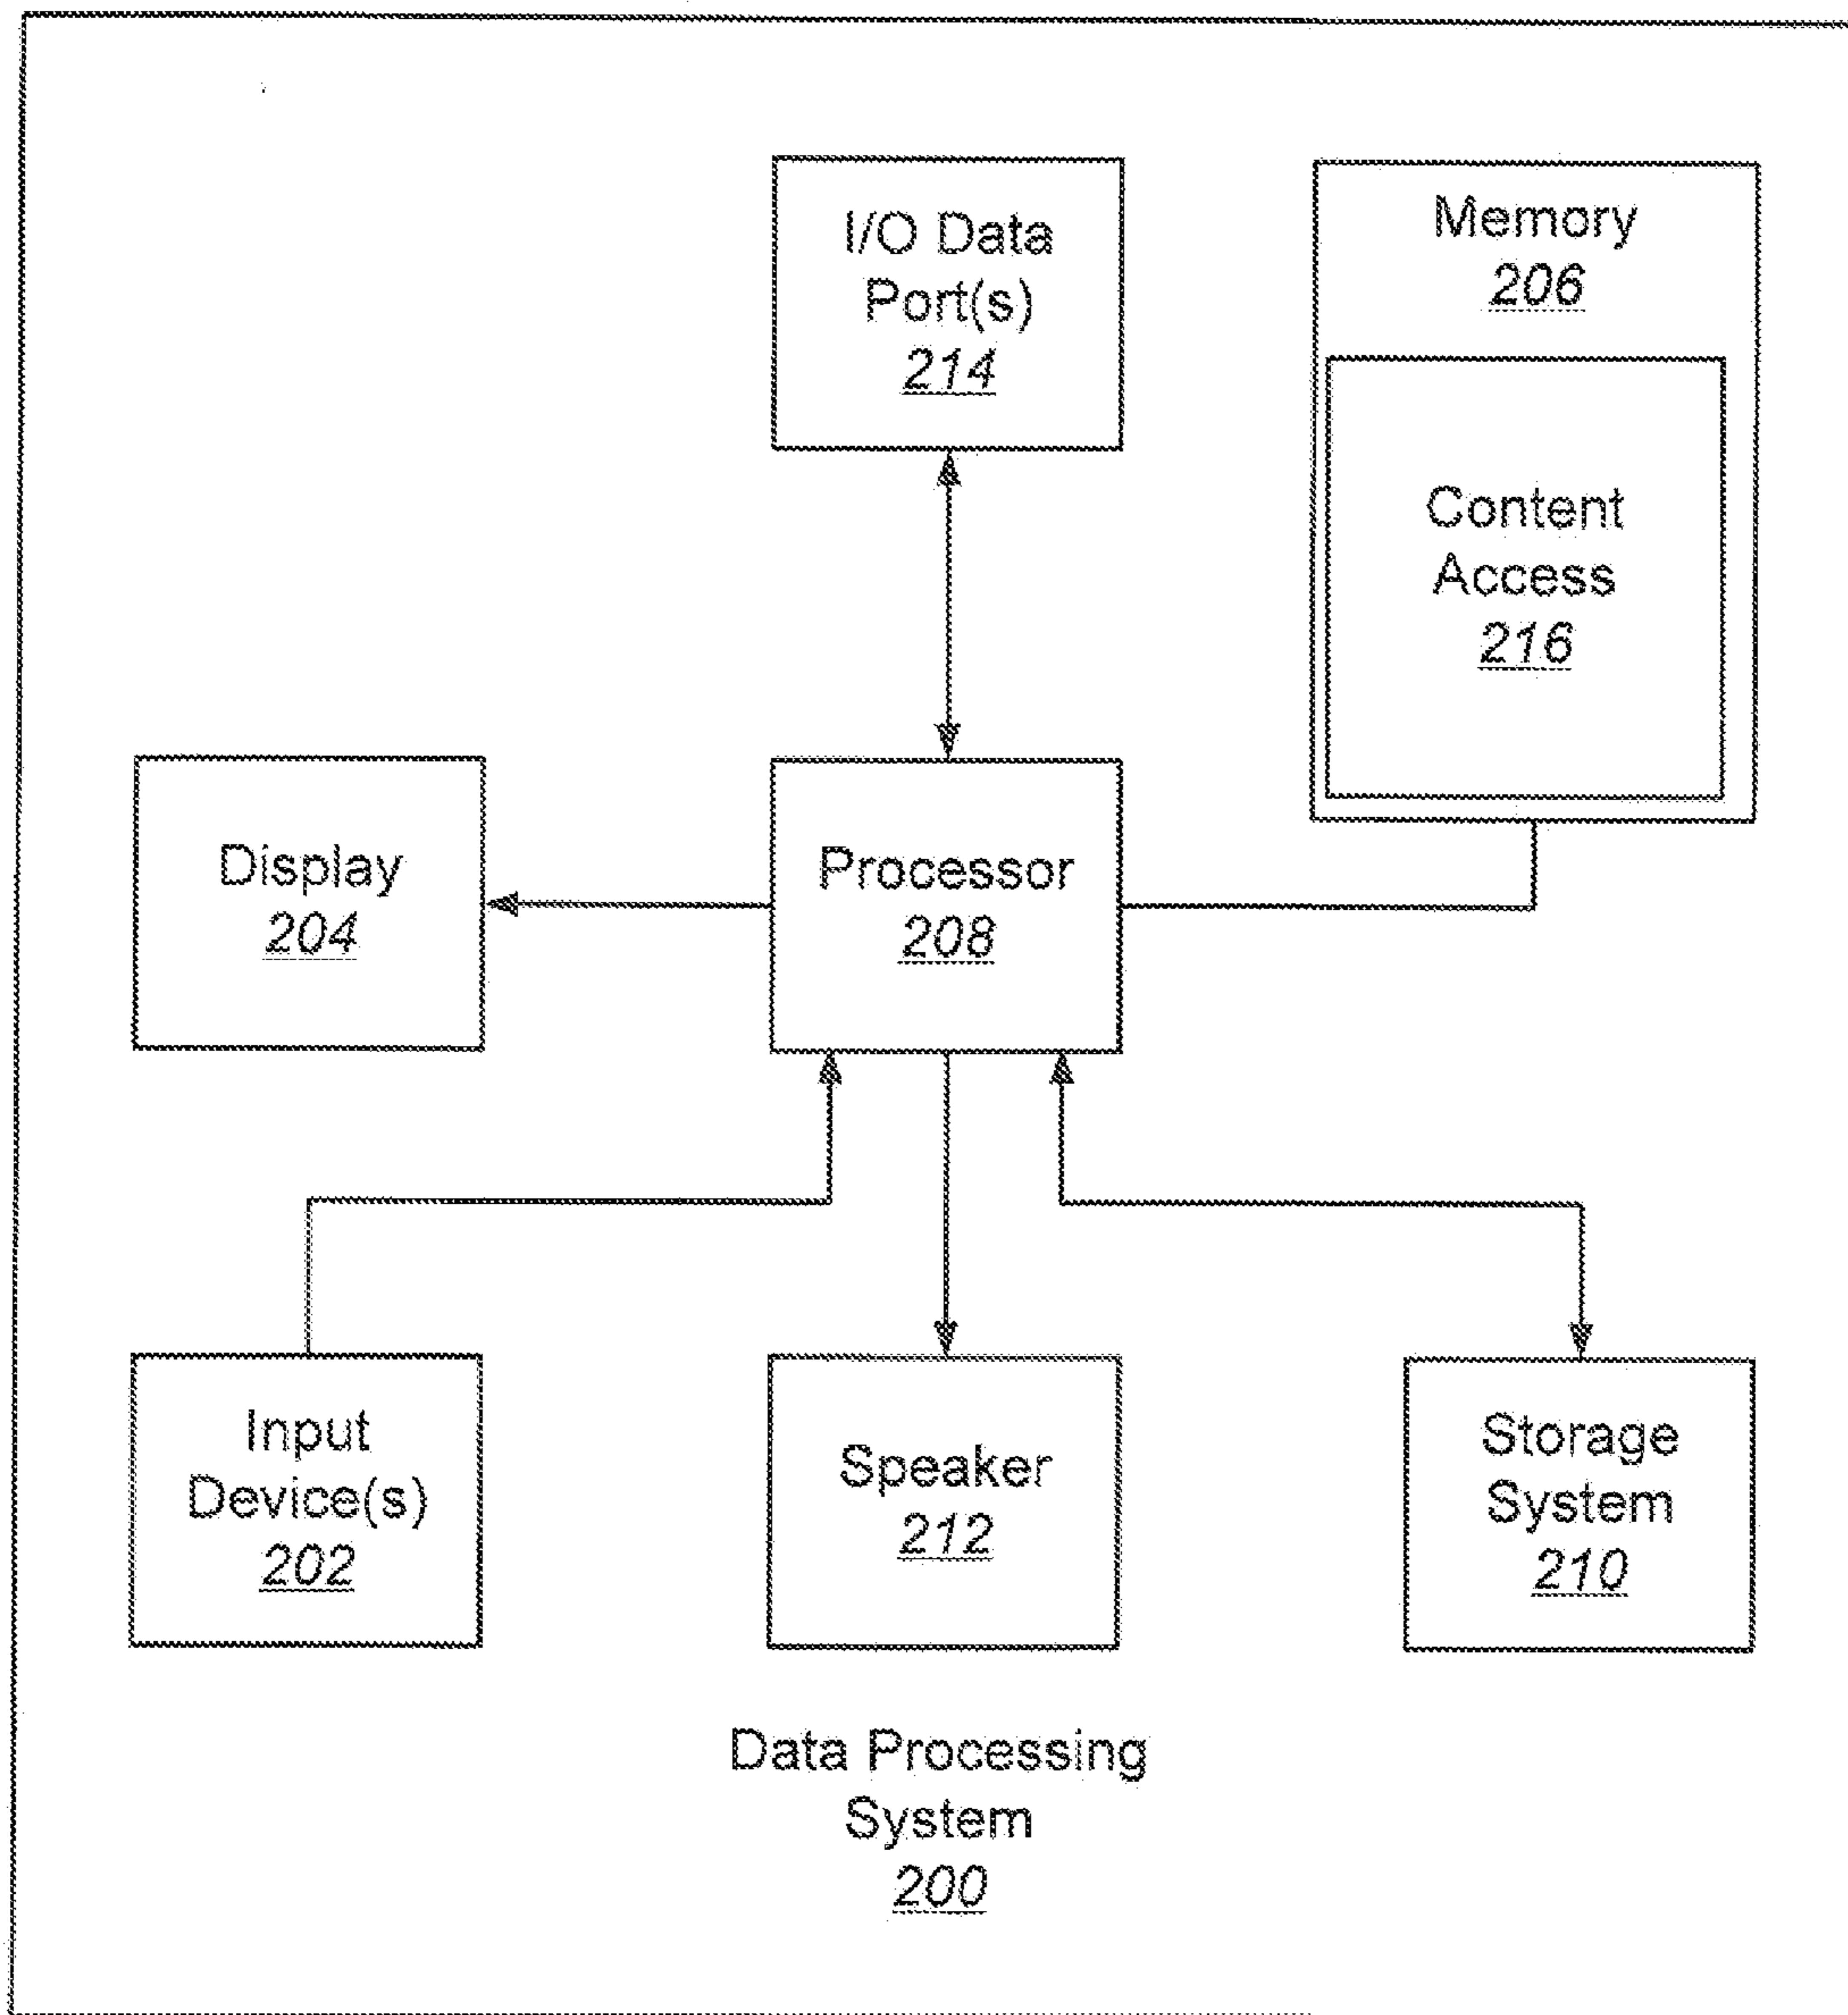 I/O Data
Port(s)
214
Memory
206
Content
Access
216
Display
204
Processor
208
Input
Device(s)
202
Speaker
212
Storage
System
210
Data Processing
System
200